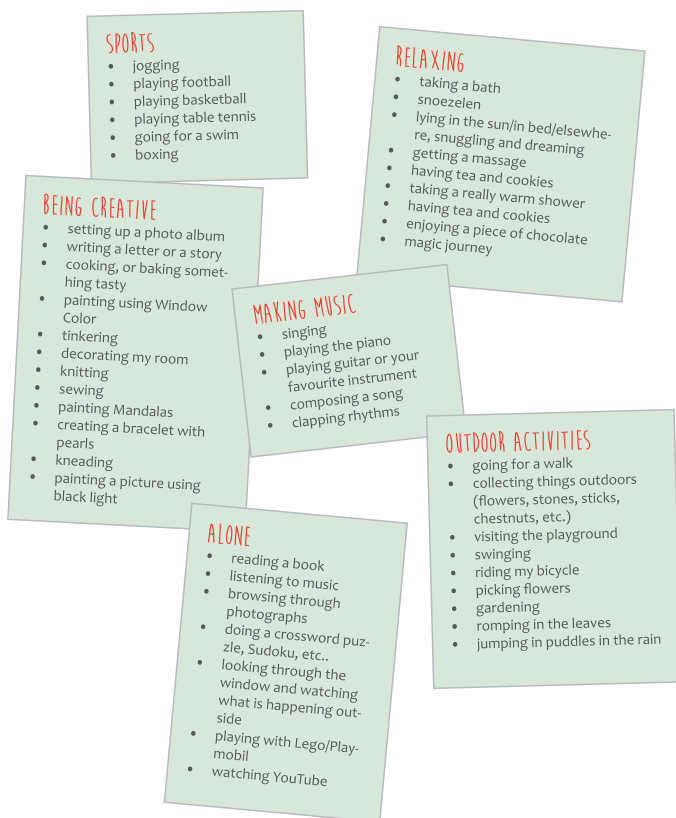 SPORTS
• jogging
• playing football
• playing basketball
• playing table tennis
• going for a swim
• boxing
RELAXING
• taking a bath
• snoezelen
• lying in the sun/in bed/elsewhe-
re, snuggling and dreaming
• getting a massage
• having tea and cookies
• taking a really warm shower
• having tea and cookies
• enjoying a piece of chocolate
• magic journey
BEING CREATIVE
• setting up a photo album
• writing a letter or a story
• cooking, or baking somet-
hing tasty
• painting using Window
Color
• tinkering
• decorating my room
• knitting
• sewing
• painting Mandalas
• creating a bracelet with
pearls
• kneading
• painting a picture using
black light
MAKING MUSIC
• singing
• playing the piano
• playing guitar or your
favourite instrument
• composing a song
• clapping rhythms
OUTDOOR ACTIVITIES
• going for a walk
• collecting things outdoors
(flowers, stones, sticks,
chestnuts, etc.)
• visiting the playground
• swinging
• riding my bicycle
• picking flowers
• gardening
• romping in the leaves
• jumping in puddles in the rain
ALONE
• reading a book
• listening to music
• browsing through
photographs
• doing a crossword puz-
zle, Sudoku, etc..
• looking through the
window and watching
what is happening out-
side
• playing with Lego/Play-
mobil
• watching YouTube